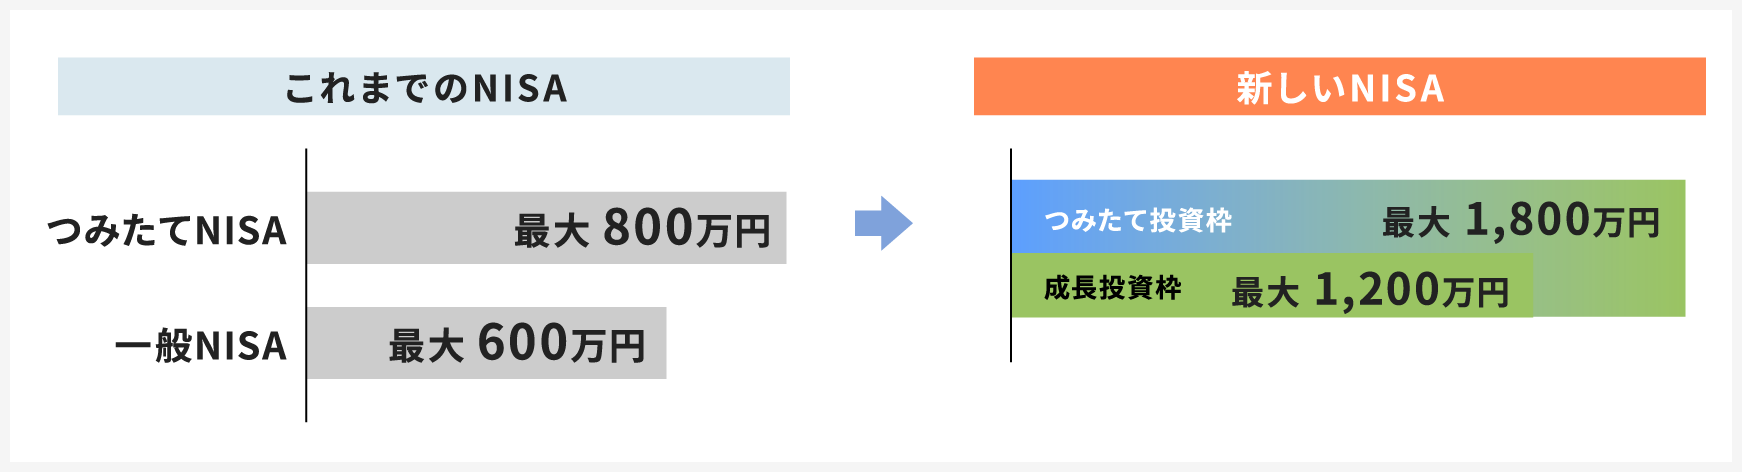 これまでのNISA
つみたてNISA
最大 800万円
一般NISA
最大 600万円
新しいNISA
つみたて投資枠
最大 1,800万円
成長投資枠
最大 1,200万円